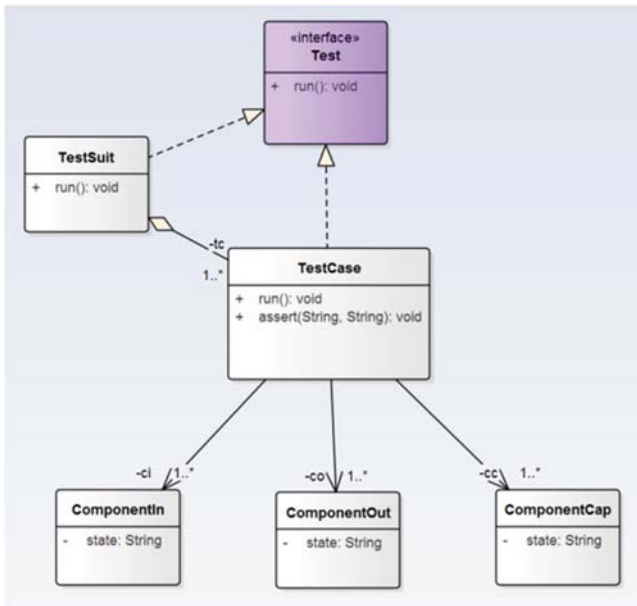 «interface»
Test
+ run(): void
TestSuit
+ run(): void
-tc
1..*
TestCase
+ run(): void
+ assert(String, String): void
-ci 1..*
-co 1..*
-cc 1..*
ComponentIn
- state: String
ComponentOut
- state: String
ComponentCap
- state: String